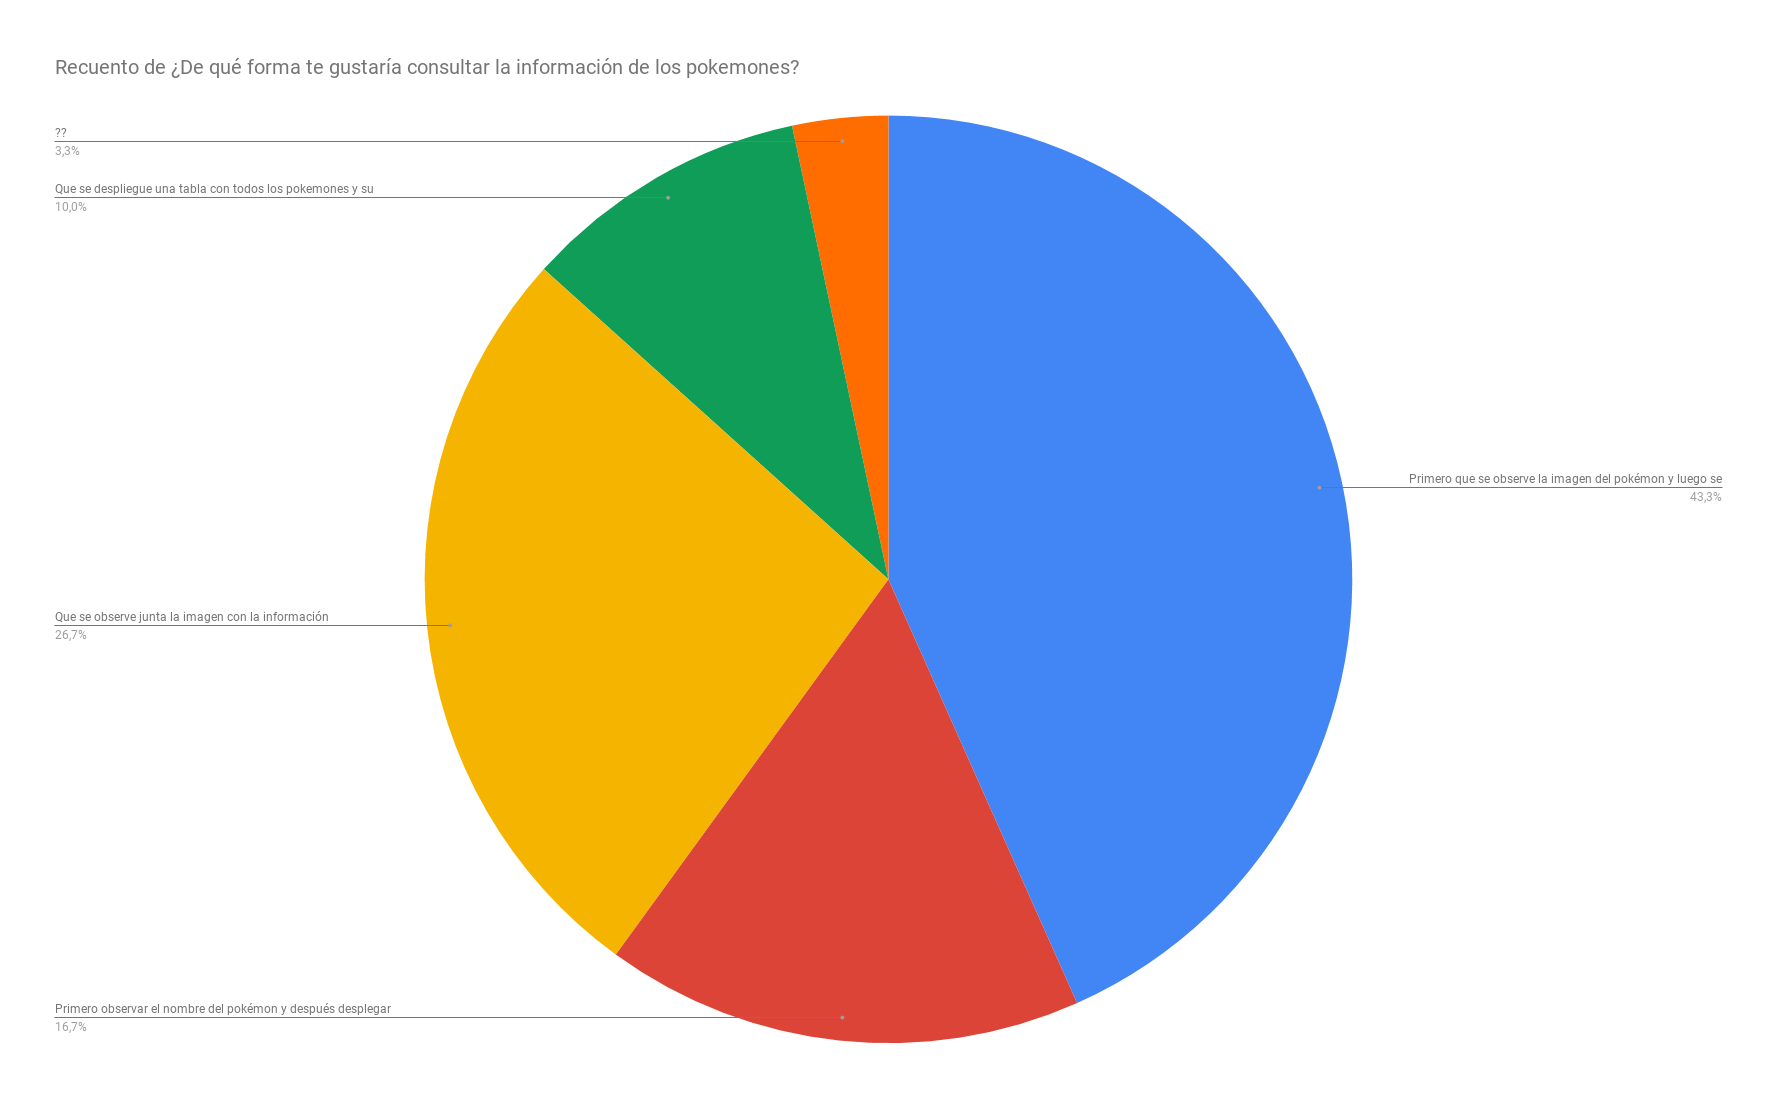 Recuento de ¿De qué forma te gustaría consultar la información de los pokemones?
??
3,3%
Que se despliegue una tabla con todos los pokemones y su
10,0%
Primero que se observe la imagen del pokémon y luego se
43,3%
Que se observe junta la imagen con la información
26,7%
Primero observar el nombre del pokémon y después desplegar
16,7%